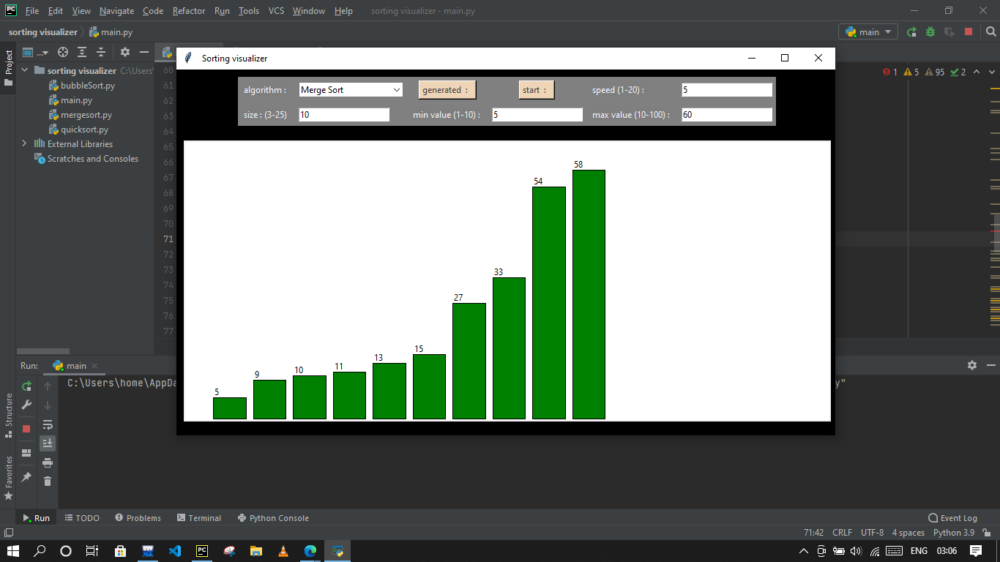 PC File Edit View Navigate Code Refactor Run Tools VCS Window Help sorting visualizer - main.py
sorting visualizer main.py main
Project
...
sorting visualizer C:\Users\
bubbleSort.py
main.py
mergesort.py
quicksort.py
External Libraries
Scratches and Consoles
60
61
62
63
64
65
66
67
68
69
70
71
72
73
74
75
76
77
1 5 95 2
Sorting visualizer
algorithm : Merge Sort generated : start : speed (1-20) : 5
size : (3-25) 10 min value (1-10) : 5 max value (10-100) : 60
58
54
33
27
15
13
11
10
9
5
Run: main
C:\Users\home\AppDa y"
Structure
Favorites
Run TODO Problems Terminal Python Console Event Log
71:42 CRLF UTF-8 4 spaces Python 3.9
PC ENG 03:06